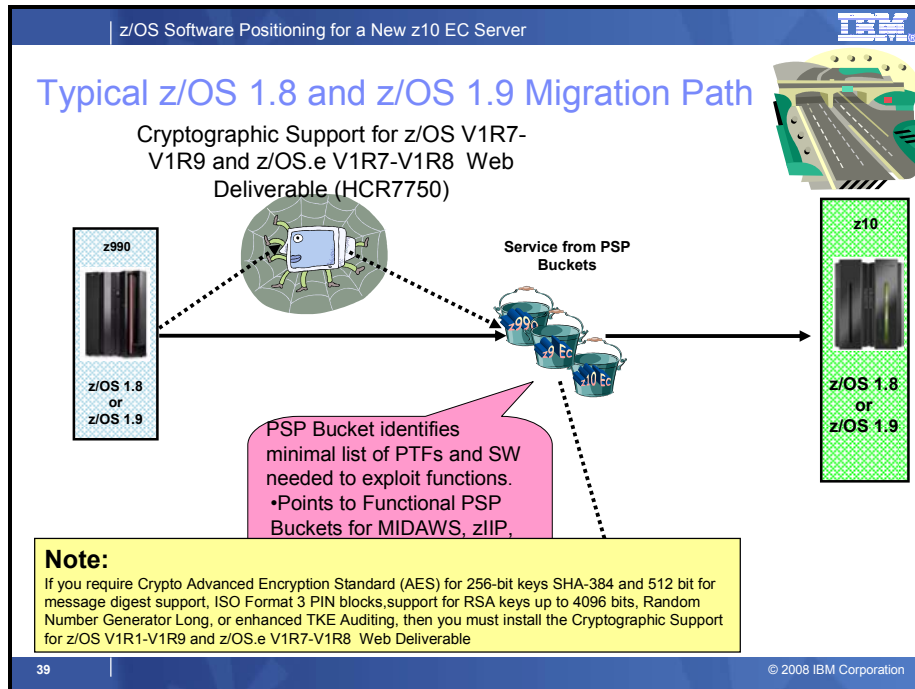 z/OS Software Positioning for a New z10 EC Server
IBM®
Typical z/OS 1.8 and z/OS 1.9 Migration Path
Cryptographic Support for z/OS V1R7-
V1R9 and z/OS.e V1R7-V1R8 Web
Deliverable (HCR7750)
z990
z/OS 1.8
or
z/OS 1.9
Service from PSP
Buckets
z990
z9 Ec
z10 Ec
z10
z/OS 1.8
or
z/OS 1.9
PSP Bucket identifies
minimal list of PTFs and SW
needed to exploit functions.
•Points to Functional PSP
Buckets for MIDAWS, zIIP,
Note:
If you require Crypto Advanced Encryption Standard (AES) for 256-bit keys SHA-384 and 512 bit for
message digest support, ISO Format 3 PIN blocks,support for RSA keys up to 4096 bits, Random
Number Generator Long, or enhanced TKE Auditing, then you must install the Cryptographic Support
for z/OS V1R1-V1R9 and z/OS.e V1R7-V1R8 Web Deliverable
39
© 2008 IBM Corporation